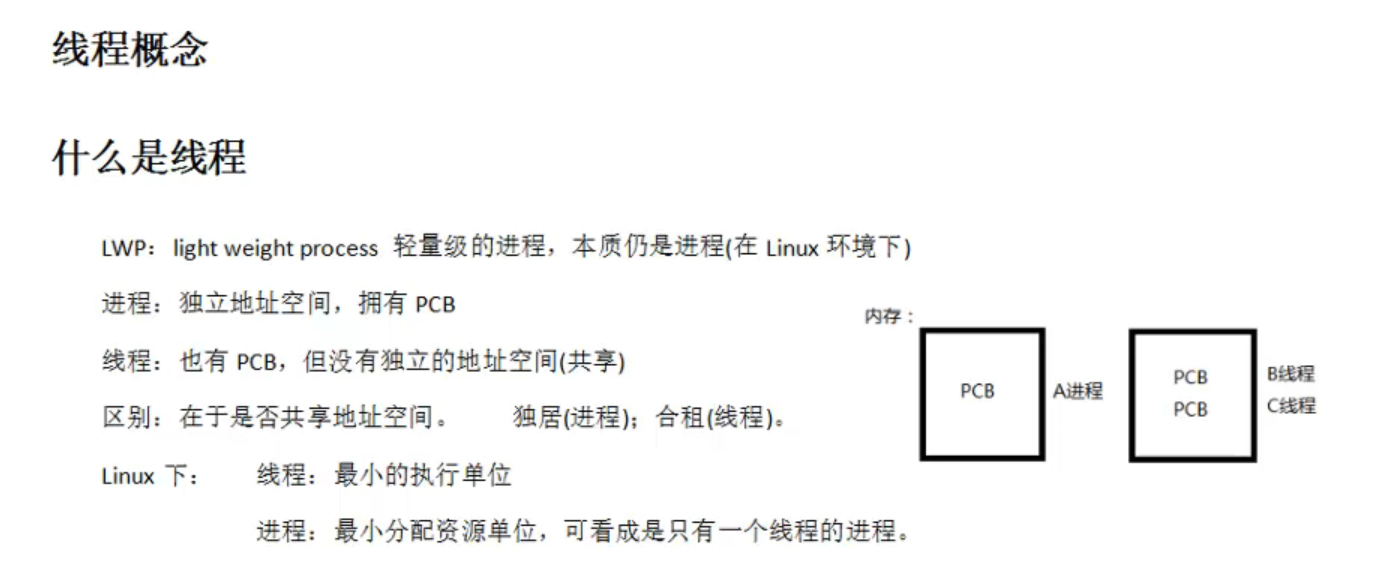 线程概念
什么是线程
LWP：light weight process 轻量级的进程，本质仍是进程(在 Linux 环境下)
进程：独立地址空间，拥有 PCB
线程：也有 PCB，但没有独立的地址空间(共享)
区别：在于是否共享地址空间。 独居(进程)；合租(线程)。
Linux 下： 线程：最小的执行单位
进程：最小分配资源单位，可看成是只有一个线程的进程。
内存：
PCB
A进程
PCB
PCB
B线程
C线程